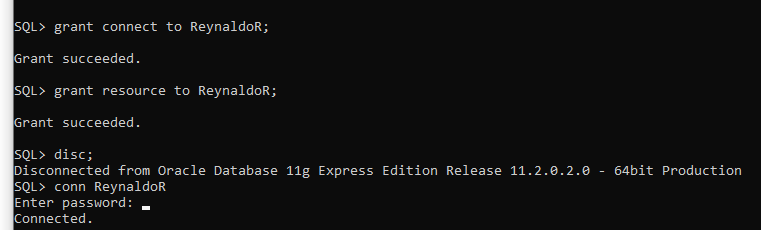 SQL> grant connect to ReynaldoR;
Grant succeeded.
SQL> grant resource to ReynaldoR;
Grant succeeded.
SQL> disc;
Disconnected from Oracle Database 11g Express Edition Release 11.2.0.2.0 - 64bit Production
SQL> conn ReynaldoR
Enter password:
Connected.